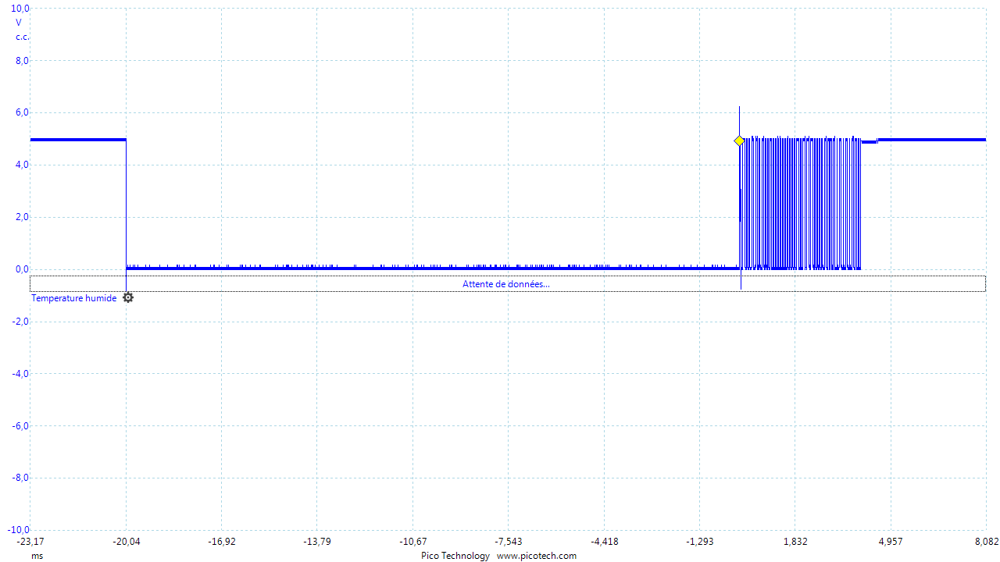 10,0
V
c.c.
8,0
6,0
4,0
2,0
0,0
Attente de données...
Temperature humide
-2,0
-4,0
-6,0
-8,0
-10,0
-23,17 -20,04 -16,92 -13,79 -10,67 -7,543 -4,418 -1,293 1,832 4,957 8,082
ms Pico Technology www.picotech.com